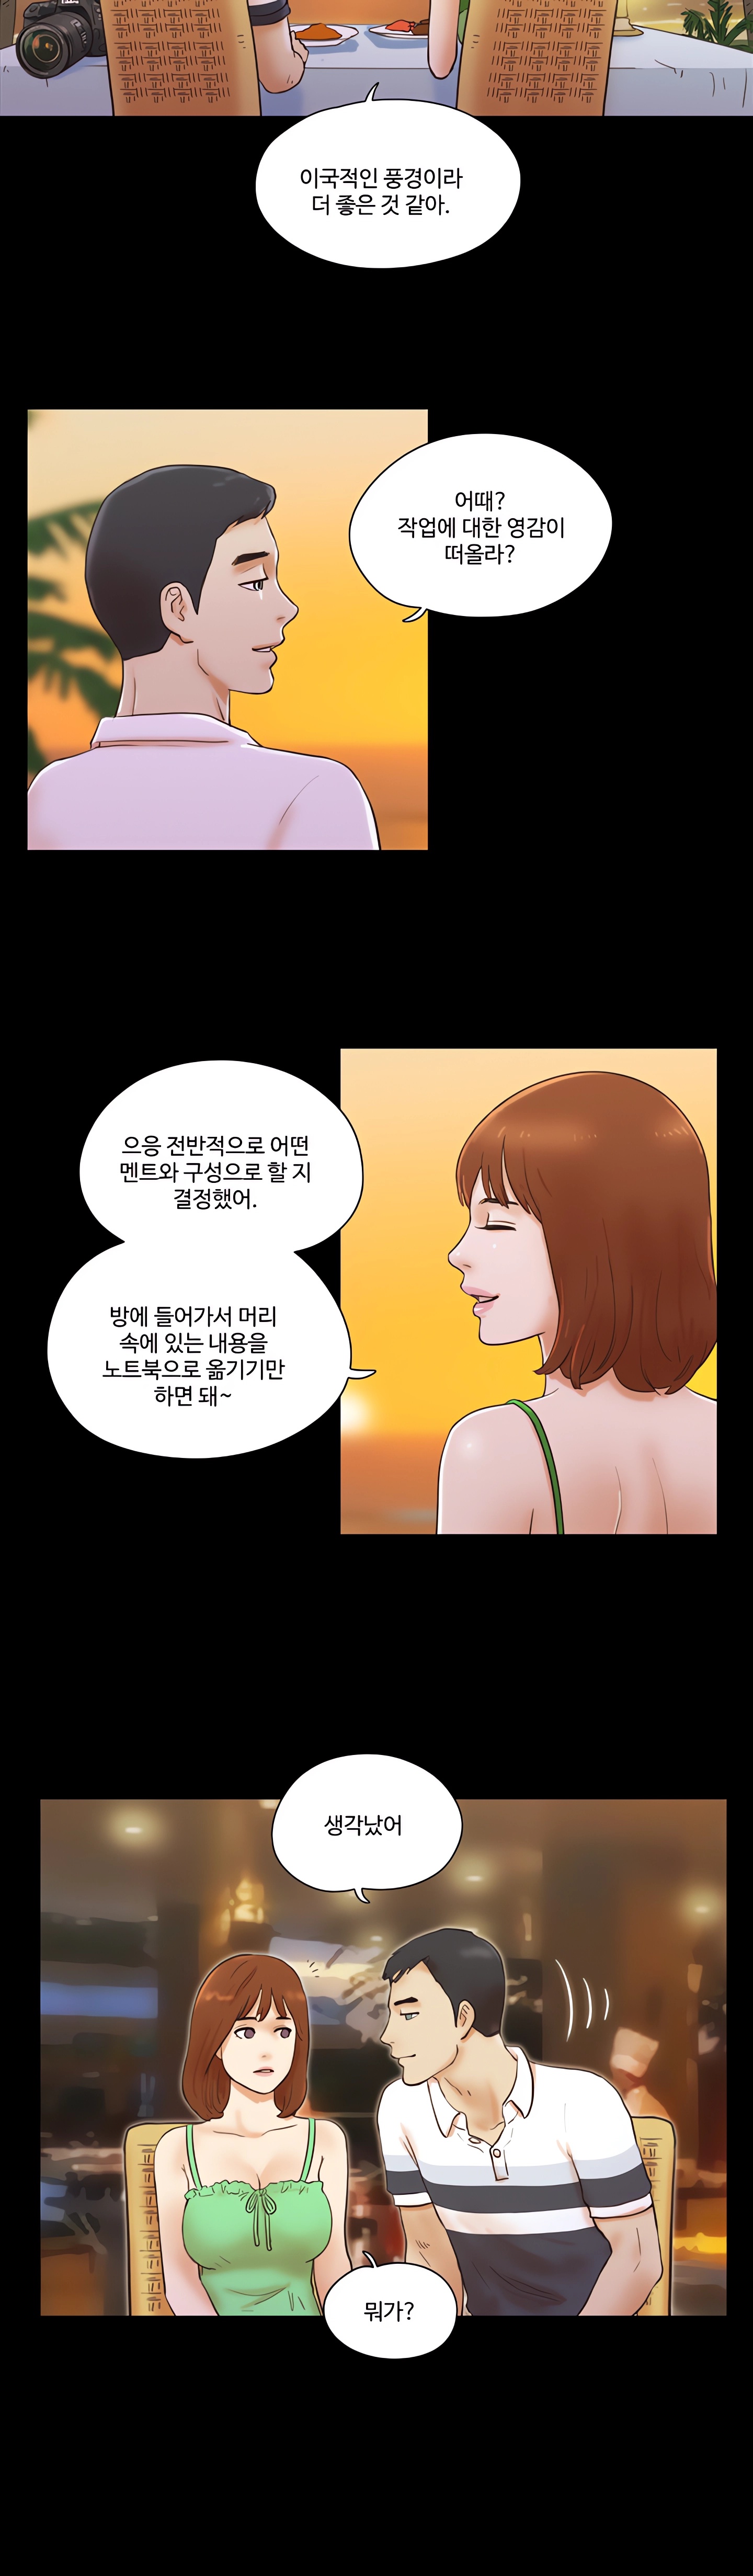 이국적인 풍경이라
더 좋은 것 같아.
어때?
작업에 대한 영감이
떠올라?
으응 전반적으로 어떤
멘트와 구성으로 할 지
결정했어.
방에 들어가서 머리
속에 있는 내용을
노트북으로 옮기기만
하면 돼~
생각났어
뭐가?